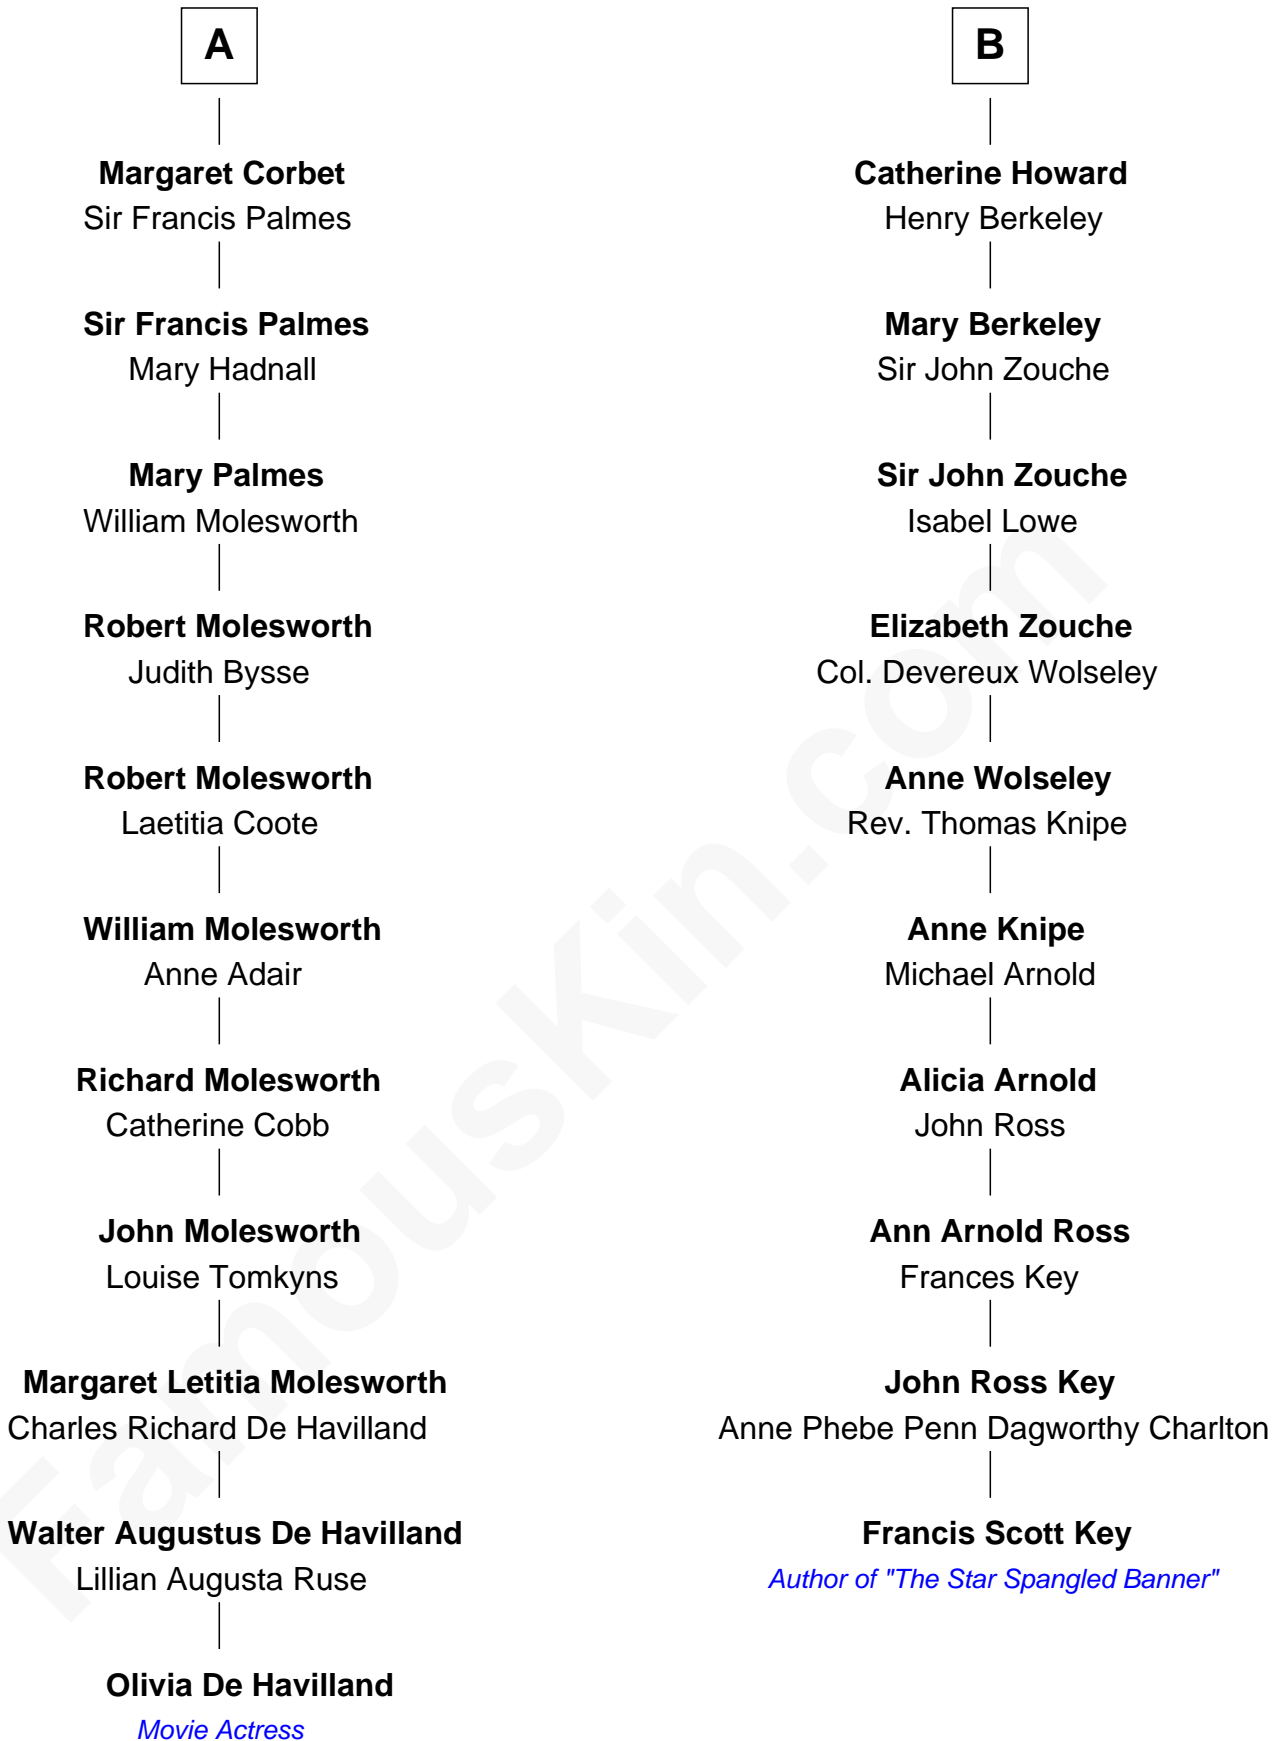 A
Margaret Corbet
Sir Francis Palmes
Sir Francis Palmes
Mary Hadnall
Mary Palmes
William Molesworth
Robert Molesworth
Judith Bysse
Robert Molesworth
Laetitia Coote
William Molesworth
Anne Adair
Richard Molesworth
Catherine Cobb
John Molesworth
Louise Tomkyns
Margaret Letitia Molesworth
Charles Richard De Havilland
Walter Augustus De Havilland
Lillian Augusta Ruse
Olivia De Havilland
Movie Actress
B
Catherine Howard
Henry Berkeley
Mary Berkeley
Sir John Zouche
Sir John Zouche
Isabel Lowe
Elizabeth Zouche
Col. Devereux Wolseley
Anne Wolseley
Rev. Thomas Knipe
Anne Knipe
Michael Arnold
Alicia Arnold
John Ross
Ann Arnold Ross
Frances Key
John Ross Key
Anne Phebe Penn Dagworthy Charlton
Francis Scott Key
Author of "The Star Spangled Banner"
FamousKin.com